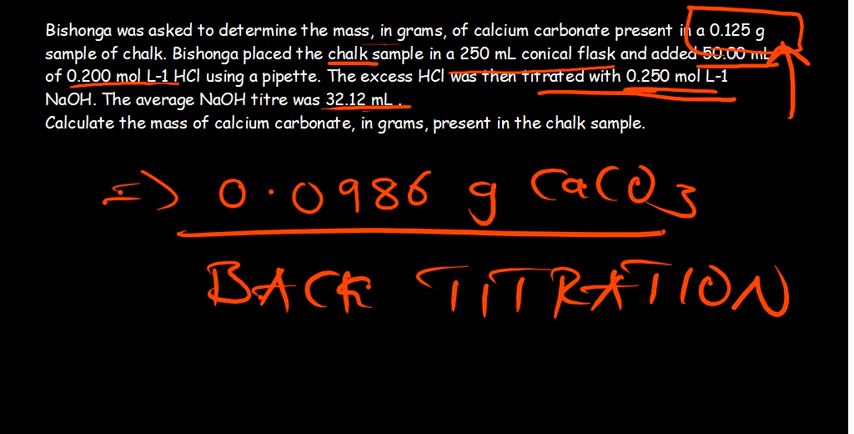 Bishonga was asked to determine the mass, in grams, of calcium carbonate present in a 0.125 g
sample of chalk. Bishonga placed the chalk sample in a 250 mL conical flask and added 50.00 mL
of 0.200 mol L-1 HCl using a pipette. The excess HCl was then titrated with 0.250 mol L-1
NaOH. The average NaOH titre was 32.12 mL .
Calculate the mass of calcium carbonate, in grams, present in the chalk sample.
=> 0.0986 g CaCO3
BACK TITRATION